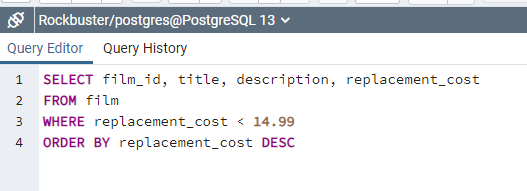 Rockbuster/postgres@PostgreSQL 13
Query Editor Query History
1 SELECT film_id, title, description, replacement_cost
2 FROM film
3 WHERE replacement_cost < 14.99
4 ORDER BY replacement_cost DESC